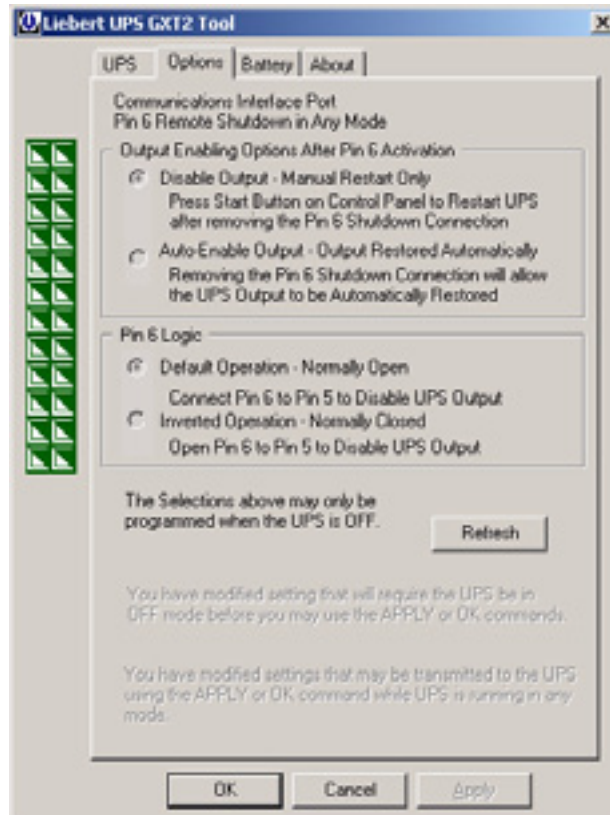 Liebert UPS GXT2 Tool
UPS Options Battery About
Communications Interface Port
Pin 6 Remote Shutdown in Any Mode
Output Enabling Options After Pin 6 Activation
Disable Output - Manual Restart Only
Press Start Button on Control Panel to Restart UPS
after removing the Pin 6 Shutdown Connection
Auto-Enable Output - Output Restored Automatically
Removing the Pin 6 Shutdown Connection will allow
the UPS Output to be Automatically Restored
Pin 6 Logic
Default Operation - Normally Open
Connect Pin 6 to Pin 5 to Disable UPS Output
Inverted Operation - Normally Closed
Open Pin 6 to Pin 5 to Disable UPS Output
The Selections above may only be
programmed when the UPS is OFF.
Refresh
You have modified setting that will require the UPS be in
OFF mode before you may use the APPLY or OK commands.
You have modified settings that may be transmitted to the UPS
using the APPLY or OK command while UPS is running in any
mode.
OK Cancel Apply